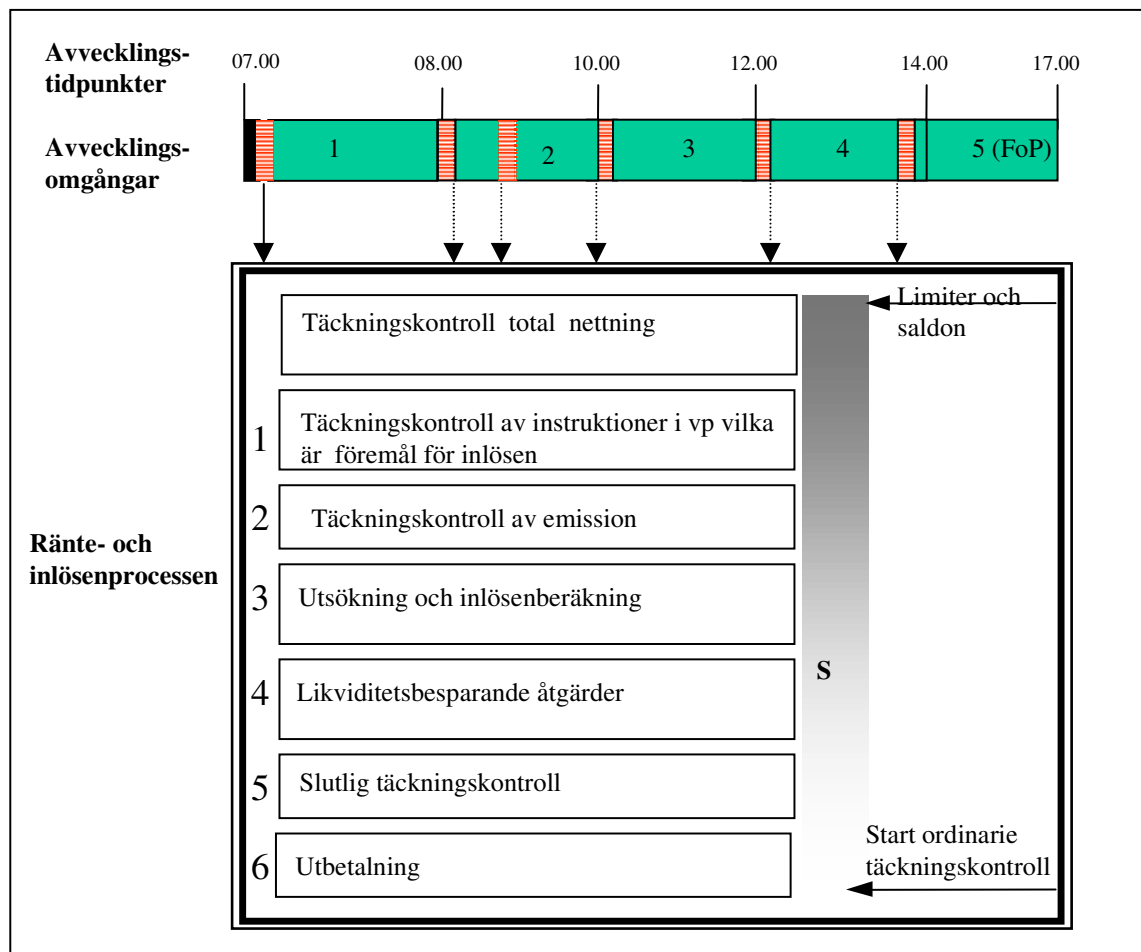 Avvecklings-
tidpunkter
07.00 08.00 10.00 12.00 14.00 17.00
Avvecklings-
omgångar
1 2 3 4 5 (FoP)
Limiter och
saldon
Täckningskontroll total nettning
1 Täckningskontroll av instruktioner i vp vilka
är föremål för inlösen
2 Täckningskontroll av emission
Ränte- och
inlösenprocessen
3 Utsökning och inlösenberäkning
S
4 Likviditetsbesparande åtgärder
5 Slutlig täckningskontroll
Start ordinarie
täckningskontroll
6 Utbetalning